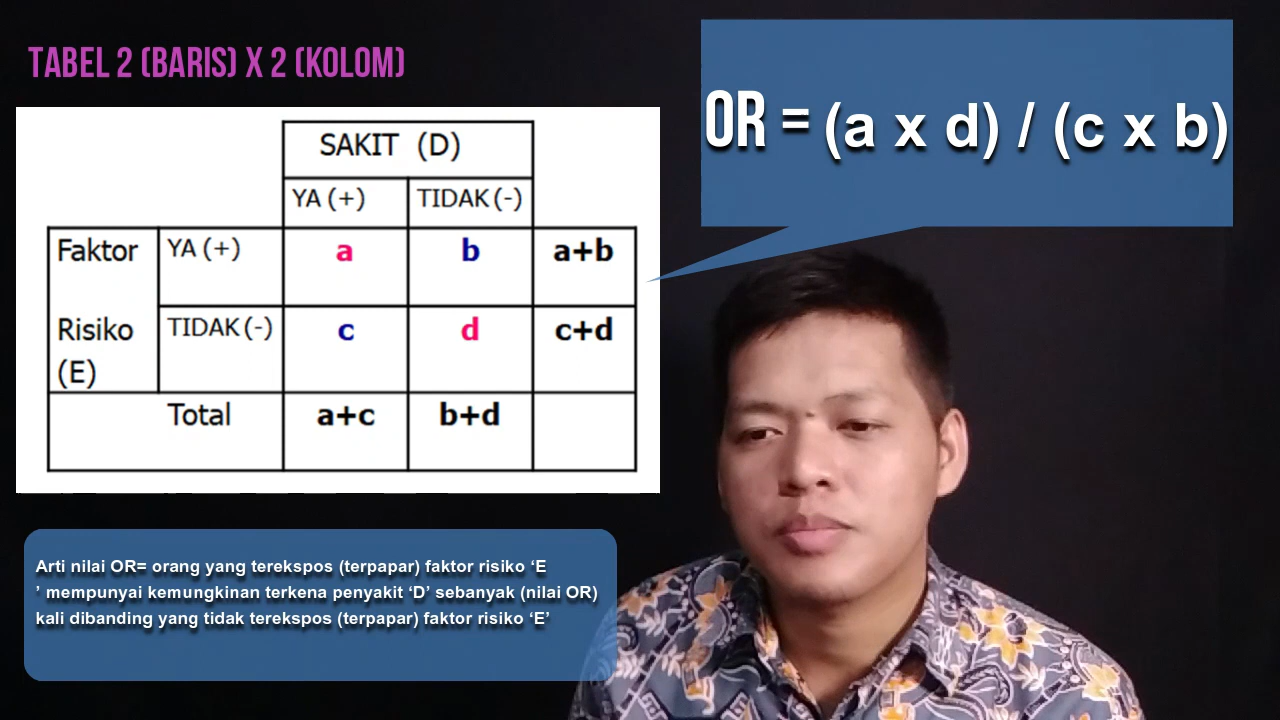 TABEL 2 (BARIS) X 2 (KOLOM)
OR = (a x d) / (c x b)
SAKIT (D)
YA (+) TIDAK (-)
Faktor YA (+) a b a+b
Risiko TIDAK (-) c d c+d
(E)
Total a+c b+d
Arti nilai OR= orang yang terekspos (terpapar) faktor risiko ‘E
’ mempunyai kemungkinan terkena penyakit ‘D’ sebanyak (nilai OR)
kali dibanding yang tidak terekspos (terpapar) faktor risiko ‘E’